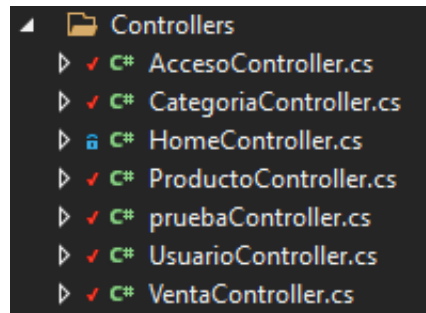 Controllers
C# AccesoController.cs
C# CategoriaController.cs
C# HomeController.cs
C# ProductoController.cs
C# pruebaController.cs
C# UsuarioController.cs
C# VentaController.cs